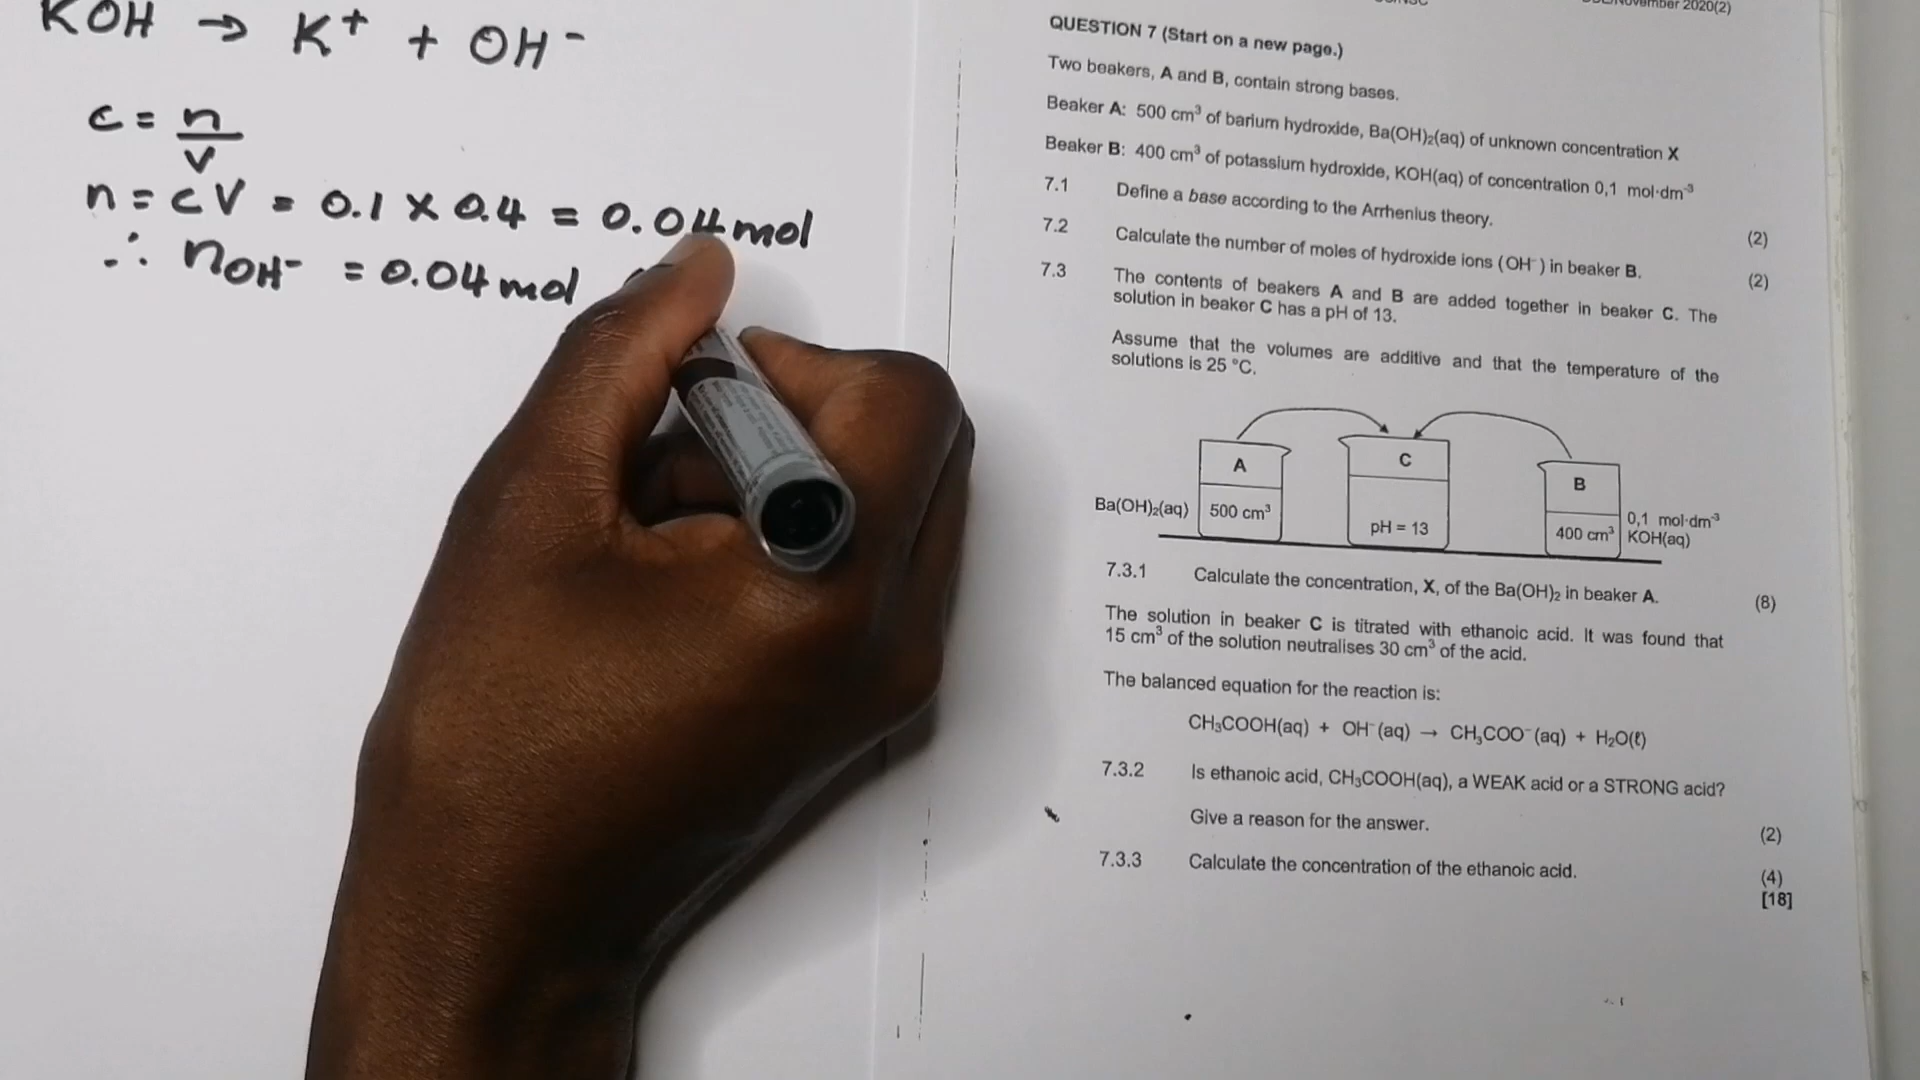 KOH → K⁺ + OH⁻
c = n/v
n = cV = 0.1 × 0.4 = 0.04 mol
∴ nOH⁻ = 0.04 mol
November 2020(2)
QUESTION 7 (Start on a new page.)
Two beakers, A and B, contain strong bases.
Beaker A: 500 cm³ of barium hydroxide, Ba(OH)₂(aq) of unknown concentration X
Beaker B: 400 cm³ of potassium hydroxide, KOH(aq) of concentration 0,1 mol·dm⁻³
7.1 Define a base according to the Arrhenius theory. (2)
7.2 Calculate the number of moles of hydroxide ions (OH⁻) in beaker B. (2)
7.3 The contents of beakers A and B are added together in beaker C. The
solution in beaker C has a pH of 13.
Assume that the volumes are additive and that the temperature of the
solutions is 25 °C.
A
C
B
Ba(OH)₂(aq)
500 cm³
pH = 13
400 cm³
0,1 mol·dm⁻³
KOH(aq)
7.3.1 Calculate the concentration, X, of the Ba(OH)₂ in beaker A. (8)
The solution in beaker C is titrated with ethanoic acid. It was found that
15 cm³ of the solution neutralises 30 cm³ of the acid.
The balanced equation for the reaction is:
CH₃COOH(aq) + OH⁻(aq) → CH₃COO⁻(aq) + H₂O(ℓ)
7.3.2 Is ethanoic acid, CH₃COOH(aq), a WEAK acid or a STRONG acid?
Give a reason for the answer. (2)
7.3.3 Calculate the concentration of the ethanoic acid. (4)
[18]